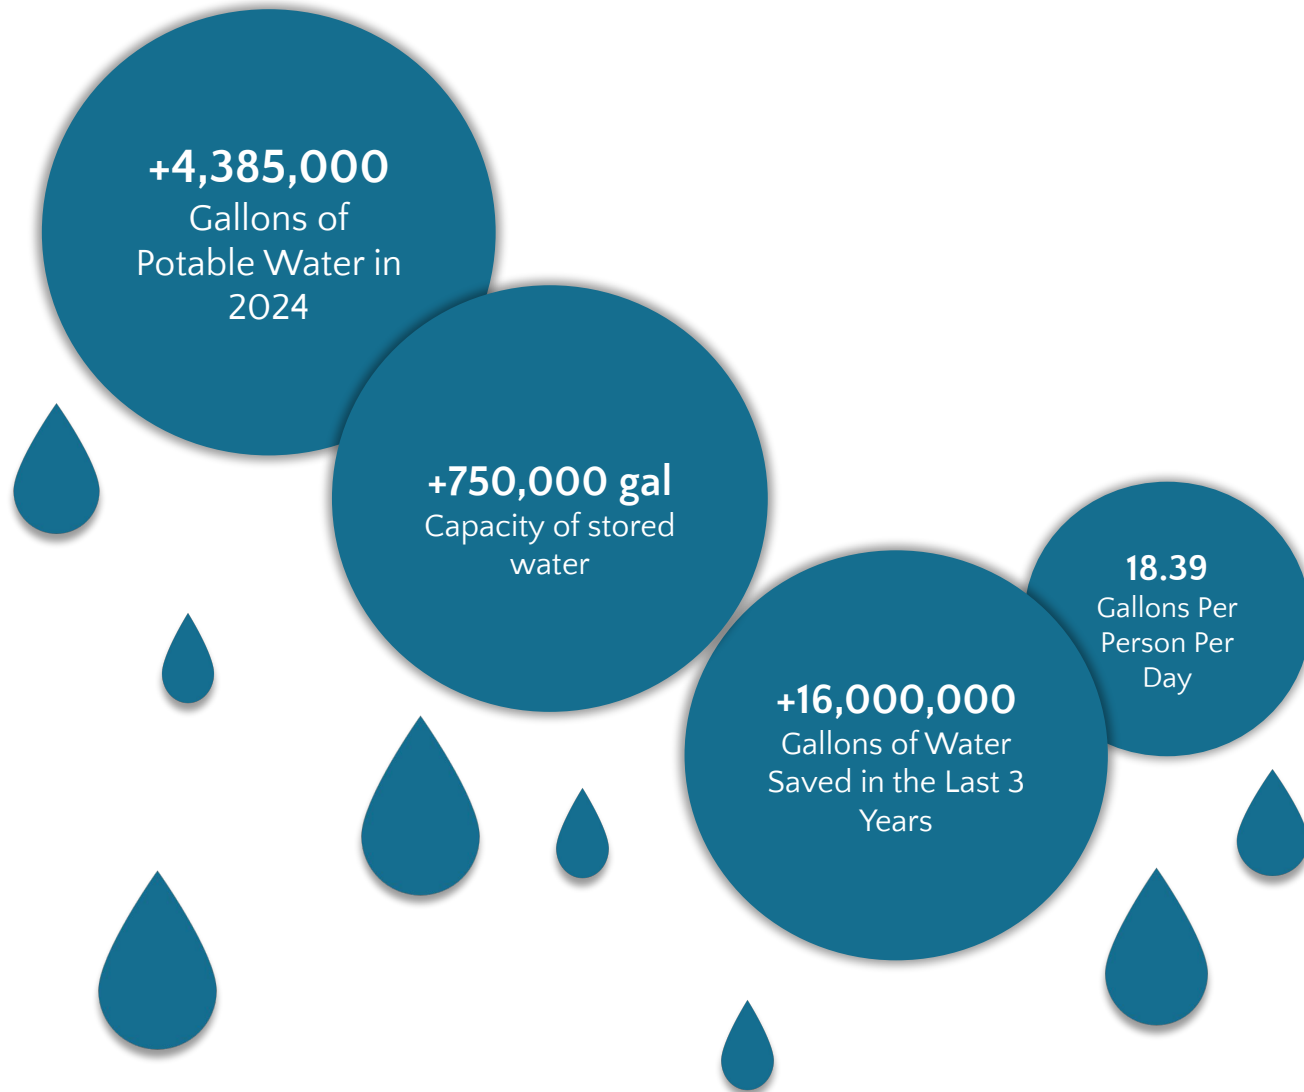 +4,385,000
Gallons of
Potable Water in
2024
+750,000 gal
Capacity of stored
water
+16,000,000
Gallons of Water
Saved in the Last 3
Years
18.39
Gallons Per
Person Per
Day